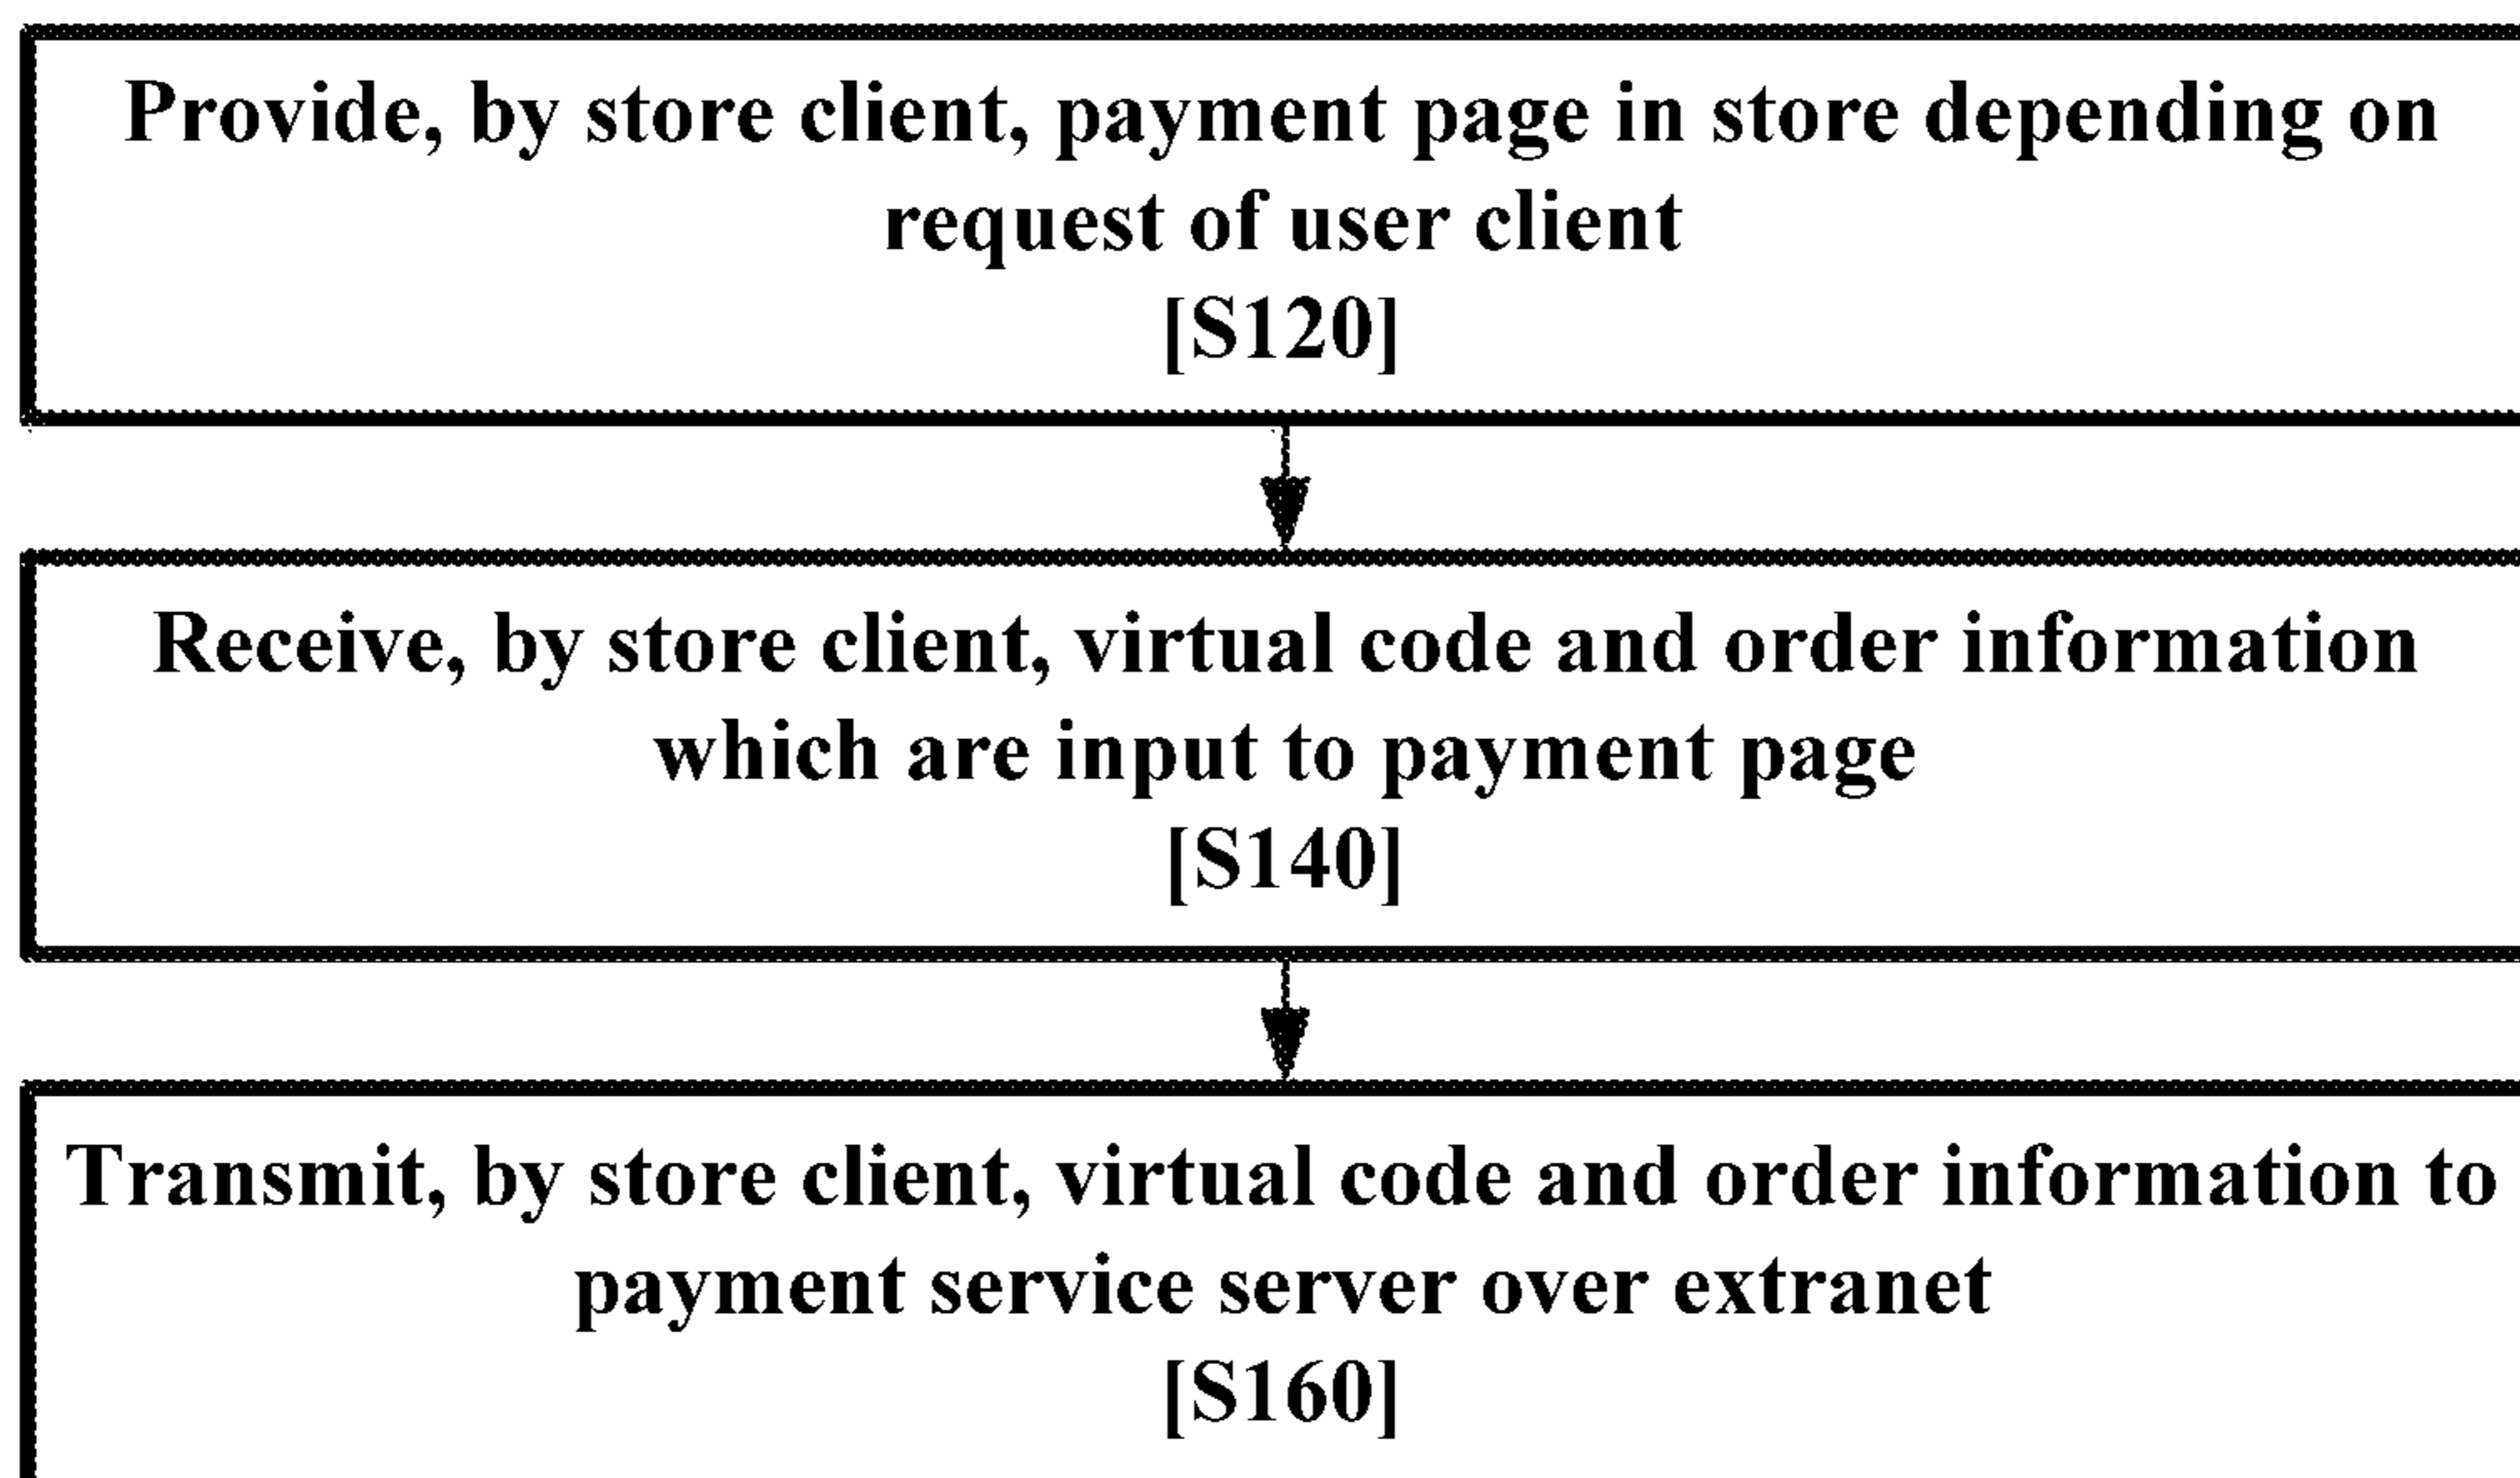 Provide, by store client, payment page in store depending on
request of user client
[S120]
Receive, by store client, virtual code and order information
which are input to payment page
[S140]
Transmit, by store client, virtual code and order information to
payment service server over extranet
[S160]